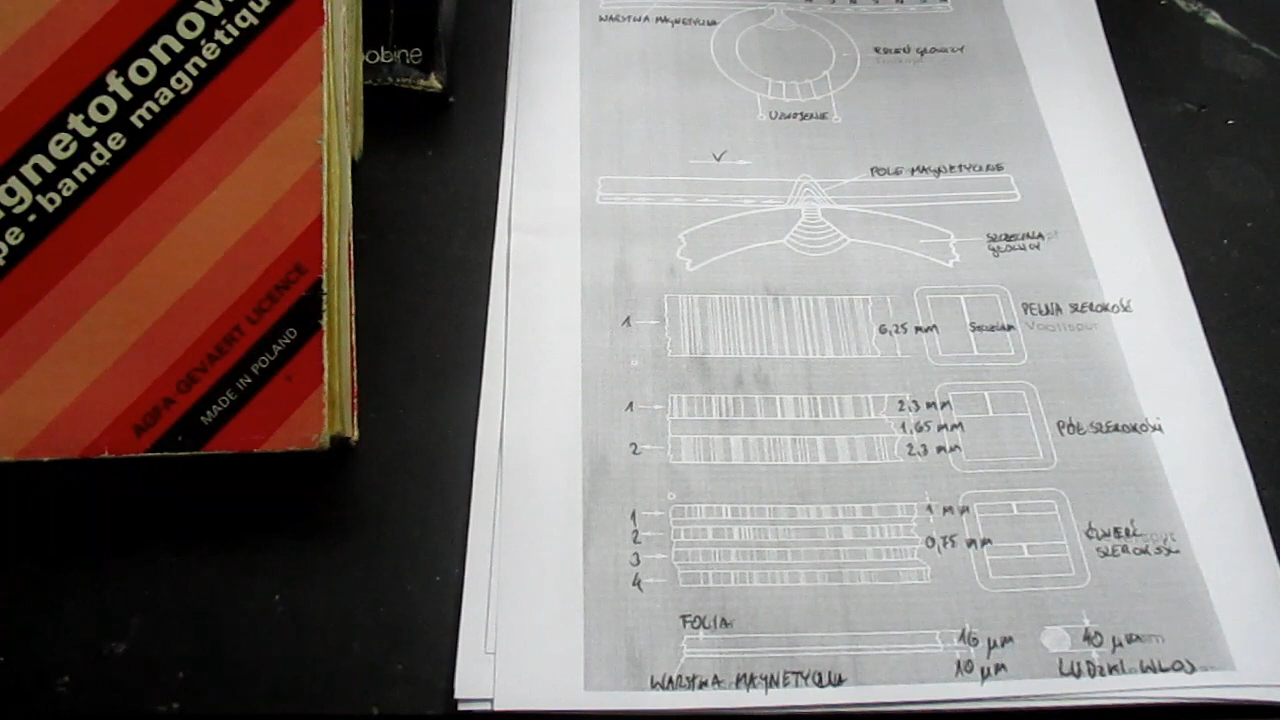 gnetofonow
pe - bande magnétiqu
AGFA GEVAERT LICENCE
MADE IN POLAND
obine
WARSTWA MAGNETYCZNA
RDZEŃ GŁOWICY
UZWOJENIE
V
POLE MAGNETYCZNE
SZCZELINA
GŁOWICY
1
6,25 mm
Szczelina
PEŁNA SZEROKOŚĆ
Vollspur
1
2,3 mm
1,65 mm
2
2,3 mm
PÓŁ SZEROKOŚCI
1
1 mm
2
0,75 mm
3
4
ĆWIERĆ
SZEROKOŚCI
FOLIA
16 µm
40 µm
10 µm
WARSTWA MAGNETYCZNA
LUDZKI WŁOS